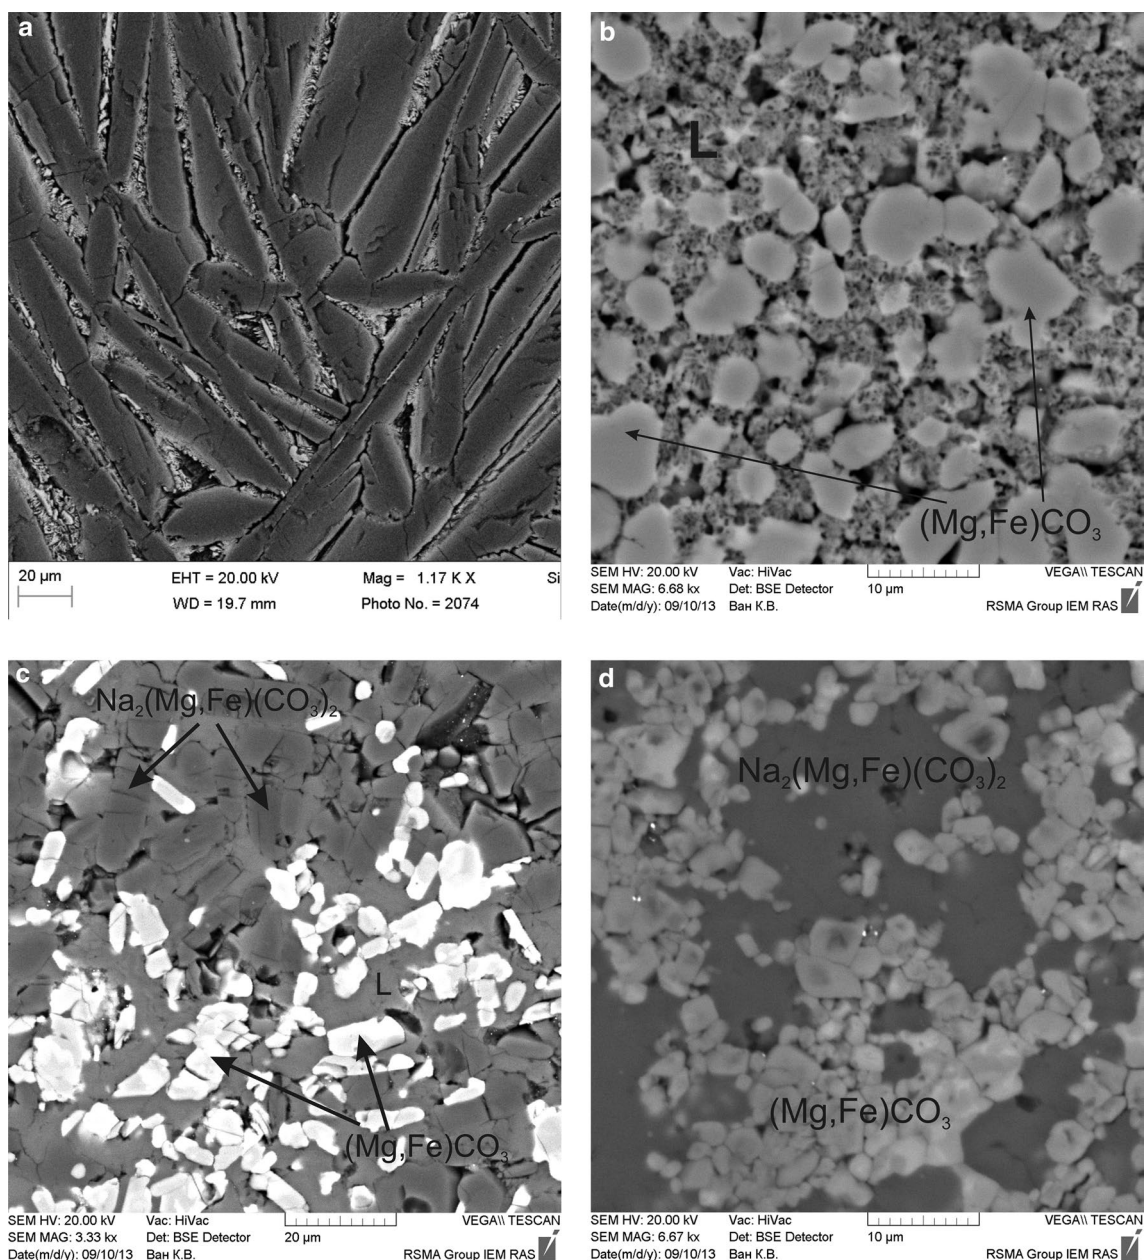 a
20 µm
EHT = 20.00 kV
Mag = 1.17 K X
Si
WD = 19.7 mm
Photo No. = 2074
b
L
(Mg,Fe)CO₃
SEM HV: 20.00 kV
Vac: HiVac
VEGA\\ TESCAN
SEM MAG: 6.68 kx
Det: BSE Detector
10 µm
Date(m/d/y): 09/10/13
Ван К.В.
RSMA Group IEM RAS
c
Na₂(Mg,Fe)(CO₃)₂
L
(Mg,Fe)CO₃
SEM HV: 20.00 kV
Vac: HiVac
VEGA\\ TESCAN
SEM MAG: 3.33 kx
Det: BSE Detector
20 µm
Date(m/d/y): 09/10/13
Ван К.В.
RSMA Group IEM RAS
d
Na₂(Mg,Fe)(CO₃)₂
(Mg,Fe)CO₃
SEM HV: 20.00 kV
Vac: HiVac
VEGA\\ TESCAN
SEM MAG: 6.67 kx
Det: BSE Detector
10 µm
Date(m/d/y): 09/10/13
Ван К.В.
RSMA Group IEM RAS